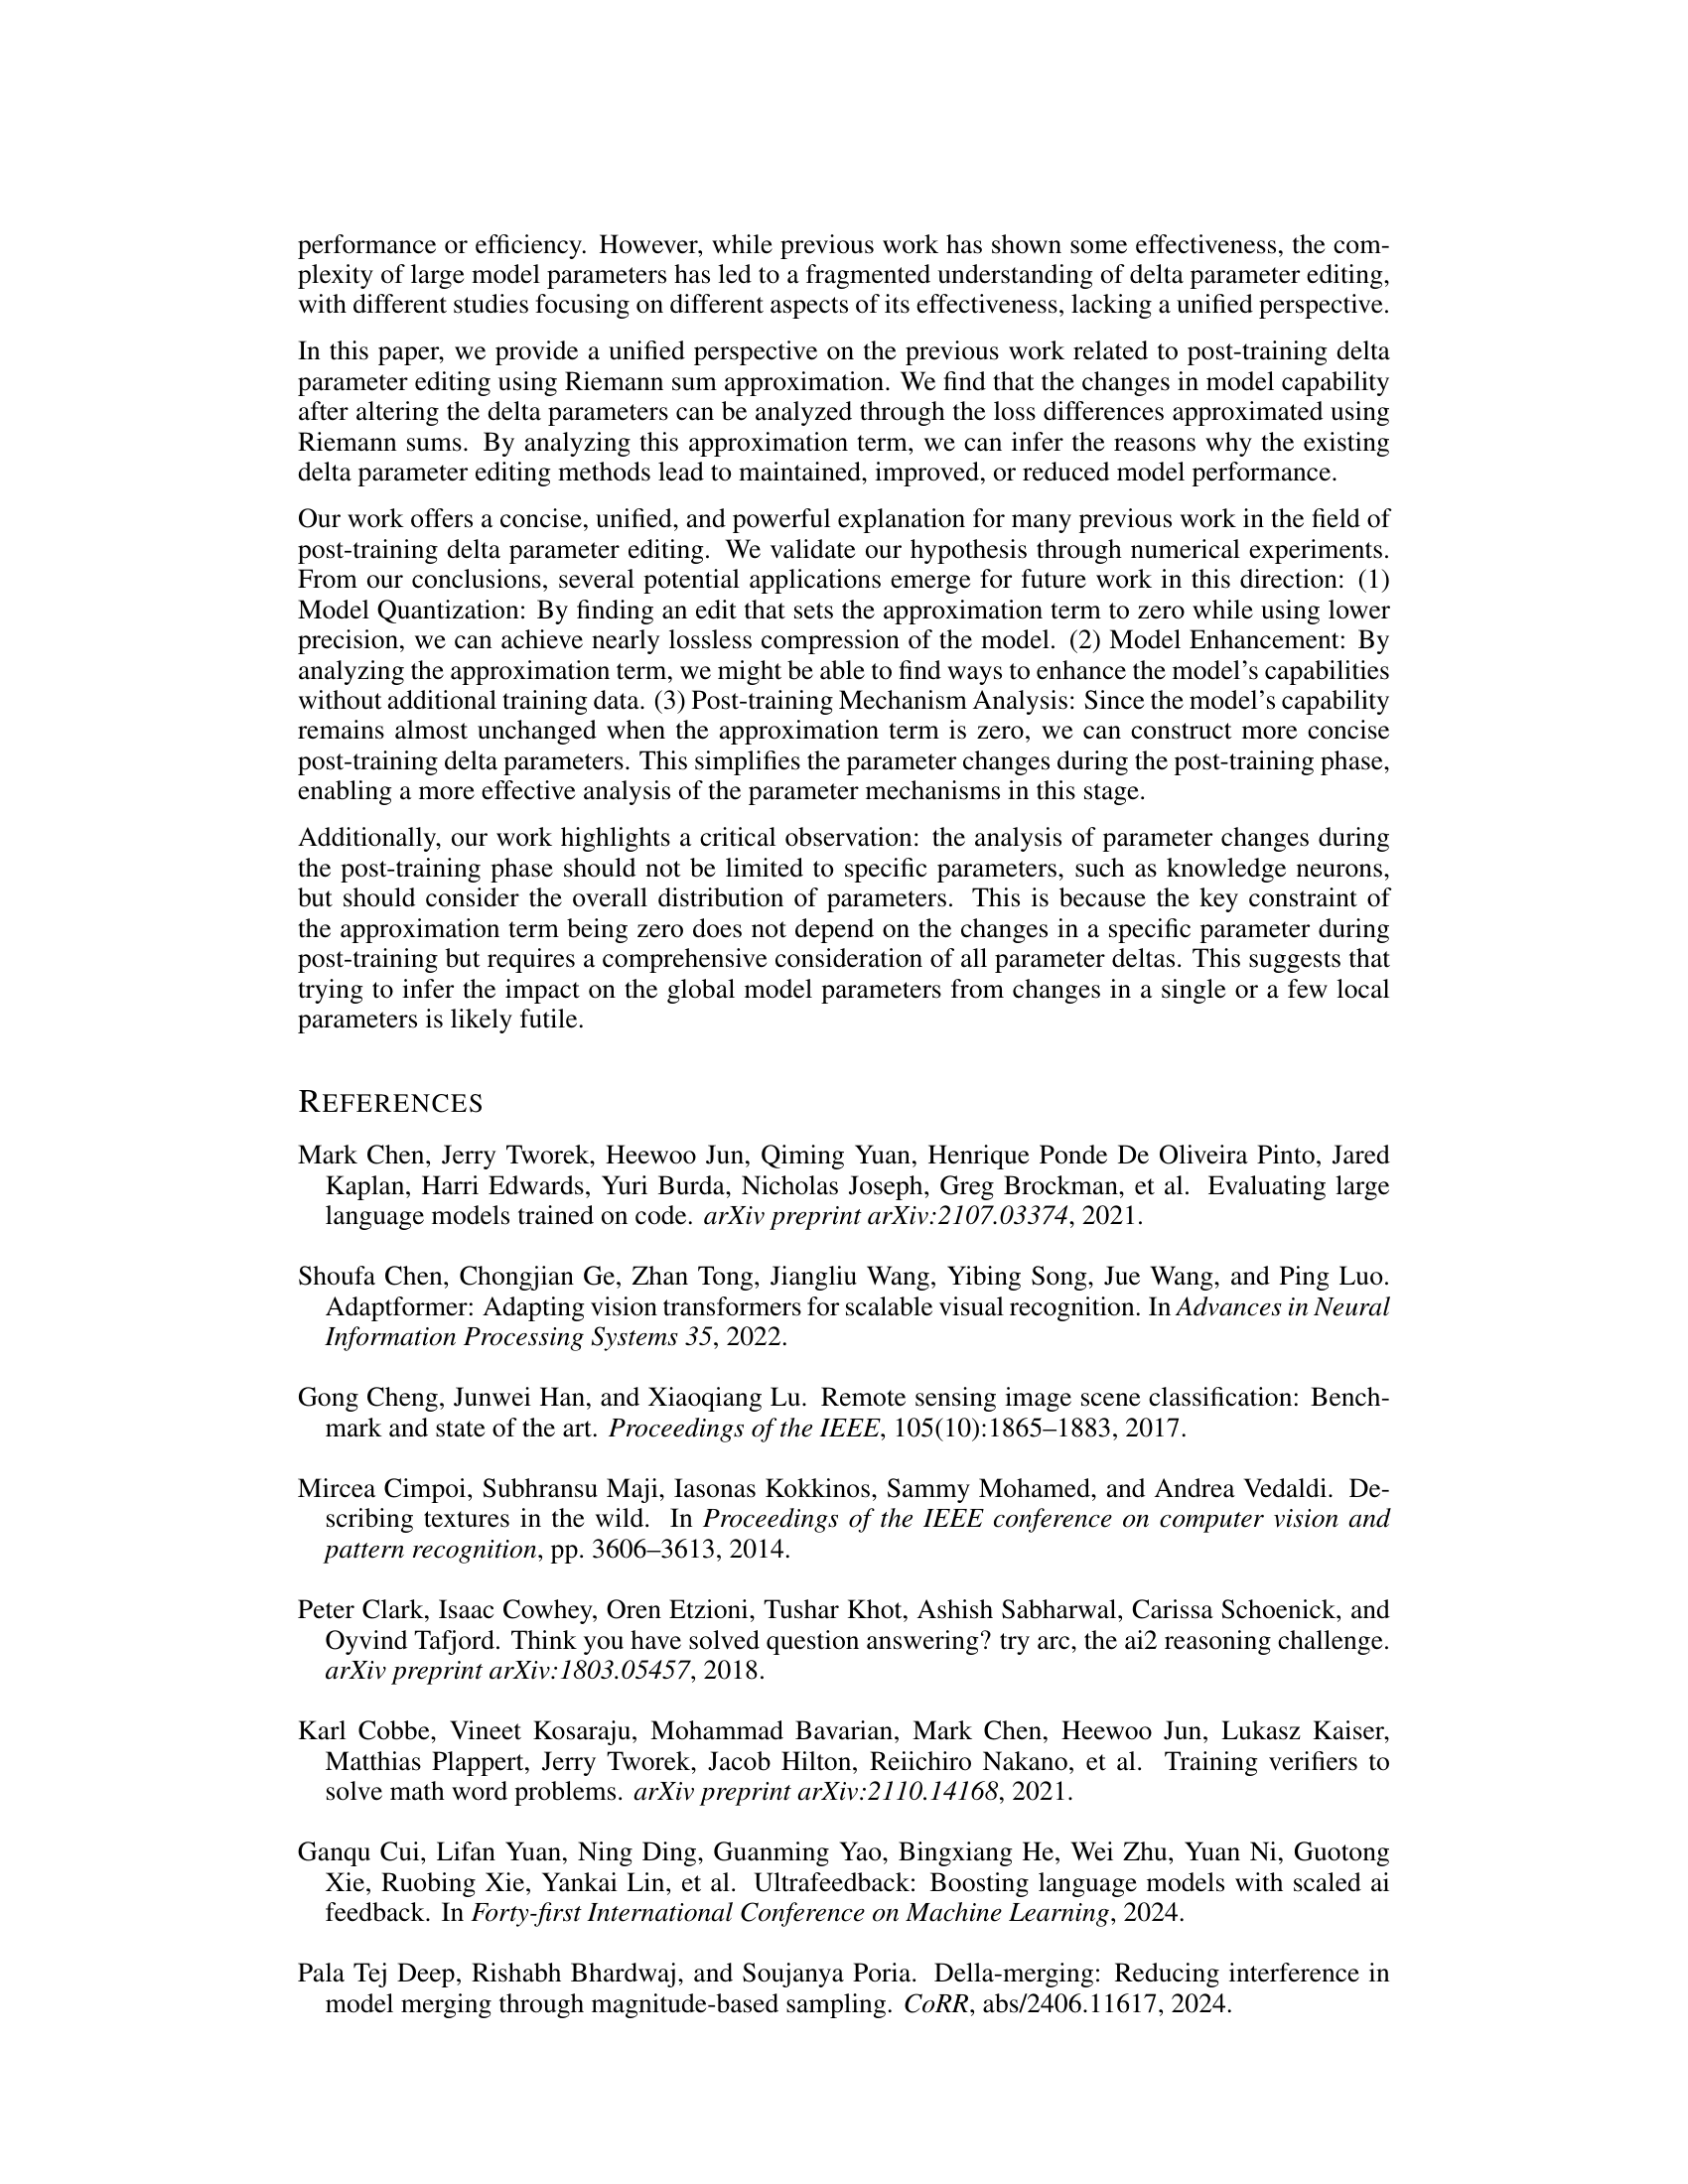 performance or efficiency. However, while previous work has shown some effectiveness, the com-
plexity of large model parameters has led to a fragmented understanding of delta parameter editing,
with different studies focusing on different aspects of its effectiveness, lacking a unified perspective.
In this paper, we provide a unified perspective on the previous work related to post-training delta
parameter editing using Riemann sum approximation. We find that the changes in model capability
after altering the delta parameters can be analyzed through the loss differences approximated using
Riemann sums. By analyzing this approximation term, we can infer the reasons why the existing
delta parameter editing methods lead to maintained, improved, or reduced model performance.
Our work offers a concise, unified, and powerful explanation for many previous work in the field of
post-training delta parameter editing. We validate our hypothesis through numerical experiments.
From our conclusions, several potential applications emerge for future work in this direction: (1)
Model Quantization: By finding an edit that sets the approximation term to zero while using lower
precision, we can achieve nearly lossless compression of the model. (2) Model Enhancement: By
analyzing the approximation term, we might be able to find ways to enhance the model's capabilities
without additional training data. (3) Post-training Mechanism Analysis: Since the model's capability
remains almost unchanged when the approximation term is zero, we can construct more concise
post-training delta parameters. This simplifies the parameter changes during the post-training phase,
enabling a more effective analysis of the parameter mechanisms in this stage.
Additionally, our work highlights a critical observation: the analysis of parameter changes during
the post-training phase should not be limited to specific parameters, such as knowledge neurons,
but should consider the overall distribution of parameters. This is because the key constraint of
the approximation term being zero does not depend on the changes in a specific parameter during
post-training but requires a comprehensive consideration of all parameter deltas. This suggests that
trying to infer the impact on the global model parameters from changes in a single or a few local
parameters is likely futile.
REFERENCES
Mark Chen, Jerry Tworek, Heewoo Jun, Qiming Yuan, Henrique Ponde De Oliveira Pinto, Jared
Kaplan, Harri Edwards, Yuri Burda, Nicholas Joseph, Greg Brockman, et al. Evaluating large
language models trained on code. arXiv preprint arXiv:2107.03374, 2021.
Shoufa Chen, Chongjian Ge, Zhan Tong, Jiangliu Wang, Yibing Song, Jue Wang, and Ping Luo.
Adaptformer: Adapting vision transformers for scalable visual recognition. In Advances in Neural
Information Processing Systems 35, 2022.
Gong Cheng, Junwei Han, and Xiaoqiang Lu. Remote sensing image scene classification: Bench-
mark and state of the art. Proceedings of the IEEE, 105(10):1865–1883, 2017.
Mircea Cimpoi, Subhransu Maji, Iasonas Kokkinos, Sammy Mohamed, and Andrea Vedaldi. De-
scribing textures in the wild. In Proceedings of the IEEE conference on computer vision and
pattern recognition, pp. 3606–3613, 2014.
Peter Clark, Isaac Cowhey, Oren Etzioni, Tushar Khot, Ashish Sabharwal, Carissa Schoenick, and
Oyvind Tafjord. Think you have solved question answering? try arc, the ai2 reasoning challenge.
arXiv preprint arXiv:1803.05457, 2018.
Karl Cobbe, Vineet Kosaraju, Mohammad Bavarian, Mark Chen, Heewoo Jun, Lukasz Kaiser,
Matthias Plappert, Jerry Tworek, Jacob Hilton, Reiichiro Nakano, et al. Training verifiers to
solve math word problems. arXiv preprint arXiv:2110.14168, 2021.
Ganqu Cui, Lifan Yuan, Ning Ding, Guanming Yao, Bingxiang He, Wei Zhu, Yuan Ni, Guotong
Xie, Ruobing Xie, Yankai Lin, et al. Ultrafeedback: Boosting language models with scaled ai
feedback. In Forty-first International Conference on Machine Learning, 2024.
Pala Tej Deep, Rishabh Bhardwaj, and Soujanya Poria. Della-merging: Reducing interference in
model merging through magnitude-based sampling. CoRR, abs/2406.11617, 2024.